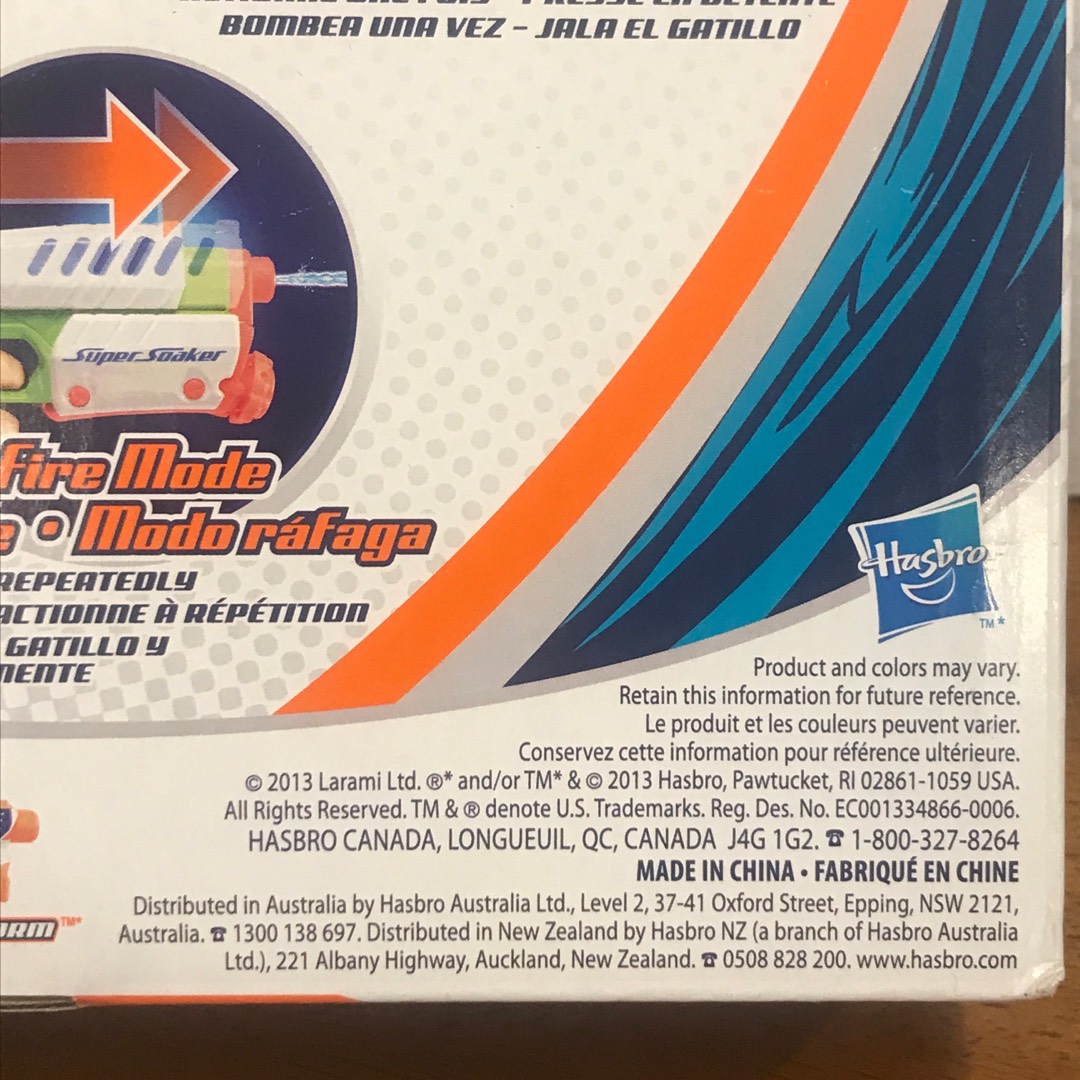 BOMBEA UNA VEZ – JALA EL GATILLO
Super Soaker
Fire Mode
• Modo ráfaga
REPEATEDLY
ACTIONNE À RÉPÉTITION
GATILLO Y
MENTE
Hasbro
TM*
Product and colors may vary.
Retain this information for future reference.
Le produit et les couleurs peuvent varier.
Conservez cette information pour référence ultérieure.
© 2013 Larami Ltd. ®* and/or TM* & © 2013 Hasbro, Pawtucket, RI 02861-1059 USA.
All Rights Reserved. TM & ® denote U.S. Trademarks. Reg. Des. No. EC001334866-0006.
HASBRO CANADA, LONGUEUIL, QC, CANADA J4G 1G2. ☎ 1-800-327-8264
MADE IN CHINA • FABRIQUÉ EN CHINE
TM*
Distributed in Australia by Hasbro Australia Ltd., Level 2, 37-41 Oxford Street, Epping, NSW 2121,
Australia. ☎ 1300 138 697. Distributed in New Zealand by Hasbro NZ (a branch of Hasbro Australia
Ltd.), 221 Albany Highway, Auckland, New Zealand. ☎ 0508 828 200. www.hasbro.com